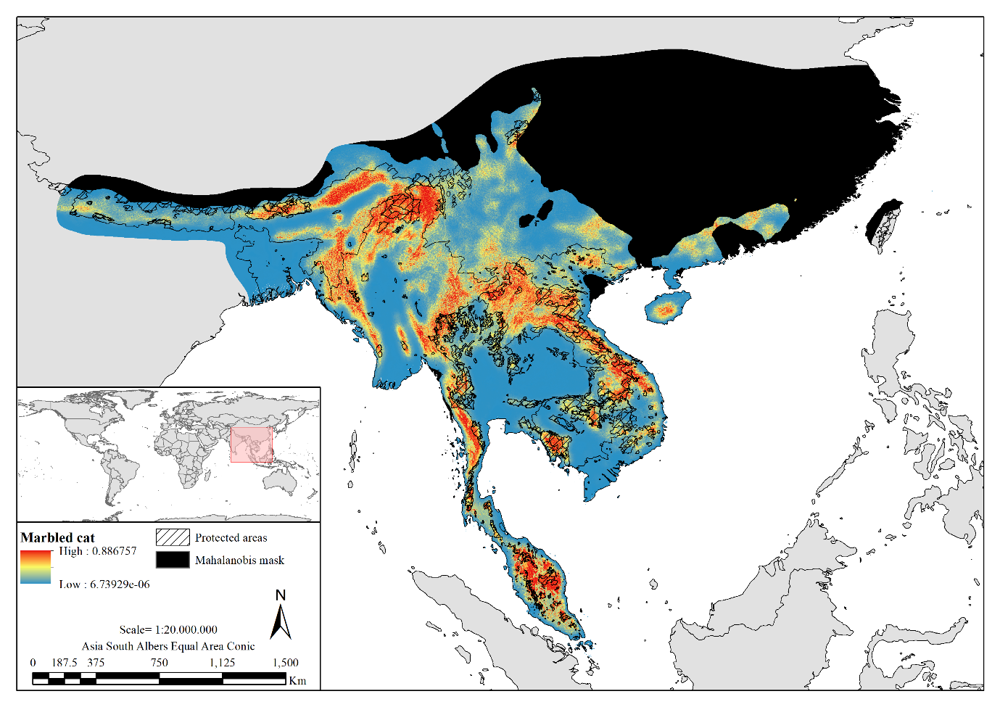 Marbled cat
High : 0.886757
Low : 6.73929e-06
Protected areas
Mahalanobis mask
N
Scale= 1:20.000.000
Asia South Albers Equal Area Conic
0 187.5 375 750 1,125 1,500
Km